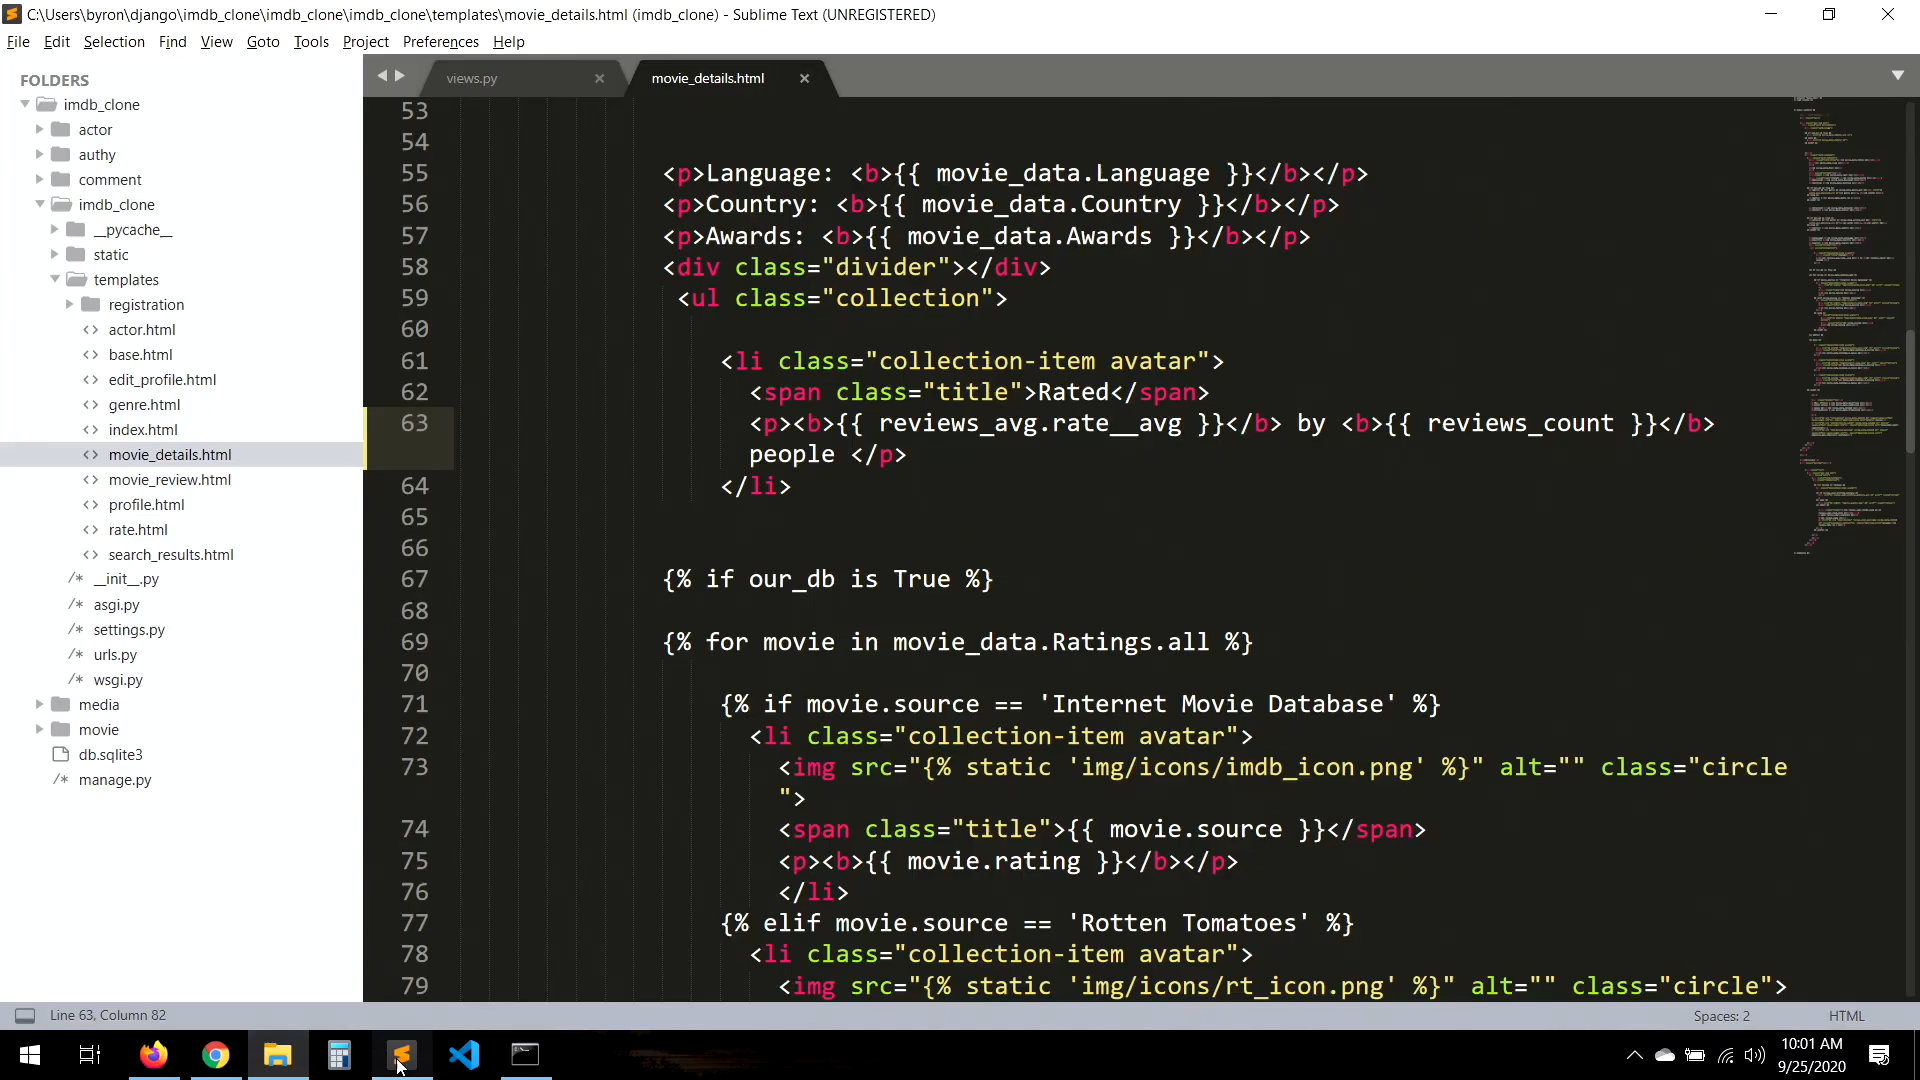 C:\Users\byron\django\imdb_clone\imdb_clone\imdb_clone\templates\movie_details.html (imdb_clone) - Sublime Text (UNREGISTERED)
File Edit Selection Find View Goto Tools Project Preferences Help
FOLDERS
imdb_clone
actor
authy
comment
imdb_clone
__pycache__
static
templates
registration
actor.html
base.html
edit_profile.html
genre.html
index.html
movie_details.html
movie_review.html
profile.html
rate.html
search_results.html
/* __init__.py
/* asgi.py
/* settings.py
/* urls.py
/* wsgi.py
media
movie
db.sqlite3
/* manage.py
views.py movie_details.html
53
54
55 <p>Language: <b>{{ movie_data.Language }}</b></p>
56 <p>Country: <b>{{ movie_data.Country }}</b></p>
57 <p>Awards: <b>{{ movie_data.Awards }}</b></p>
58 <div class="divider"></div>
59 <ul class="collection">
60
61 <li class="collection-item avatar">
62 <span class="title">Rated</span>
63 <p><b>{{ reviews_avg.rate__avg }}</b> by <b>{{ reviews_count }}</b>
people </p>
64 </li>
65
66
67 {% if our_db is True %}
68
69 {% for movie in movie_data.Ratings.all %}
70
71 {% if movie.source == 'Internet Movie Database' %}
72 <li class="collection-item avatar">
73 <img src="{% static 'img/icons/imdb_icon.png' %}" alt="" class="circle
">
74 <span class="title">{{ movie.source }}</span>
75 <p><b>{{ movie.rating }}</b></p>
76 </li>
77 {% elif movie.source == 'Rotten Tomatoes' %}
78 <li class="collection-item avatar">
79 <img src="{% static 'img/icons/rt_icon.png' %}" alt="" class="circle">
Line 63, Column 82 Spaces: 2 HTML
10:01 AM
9/25/2020